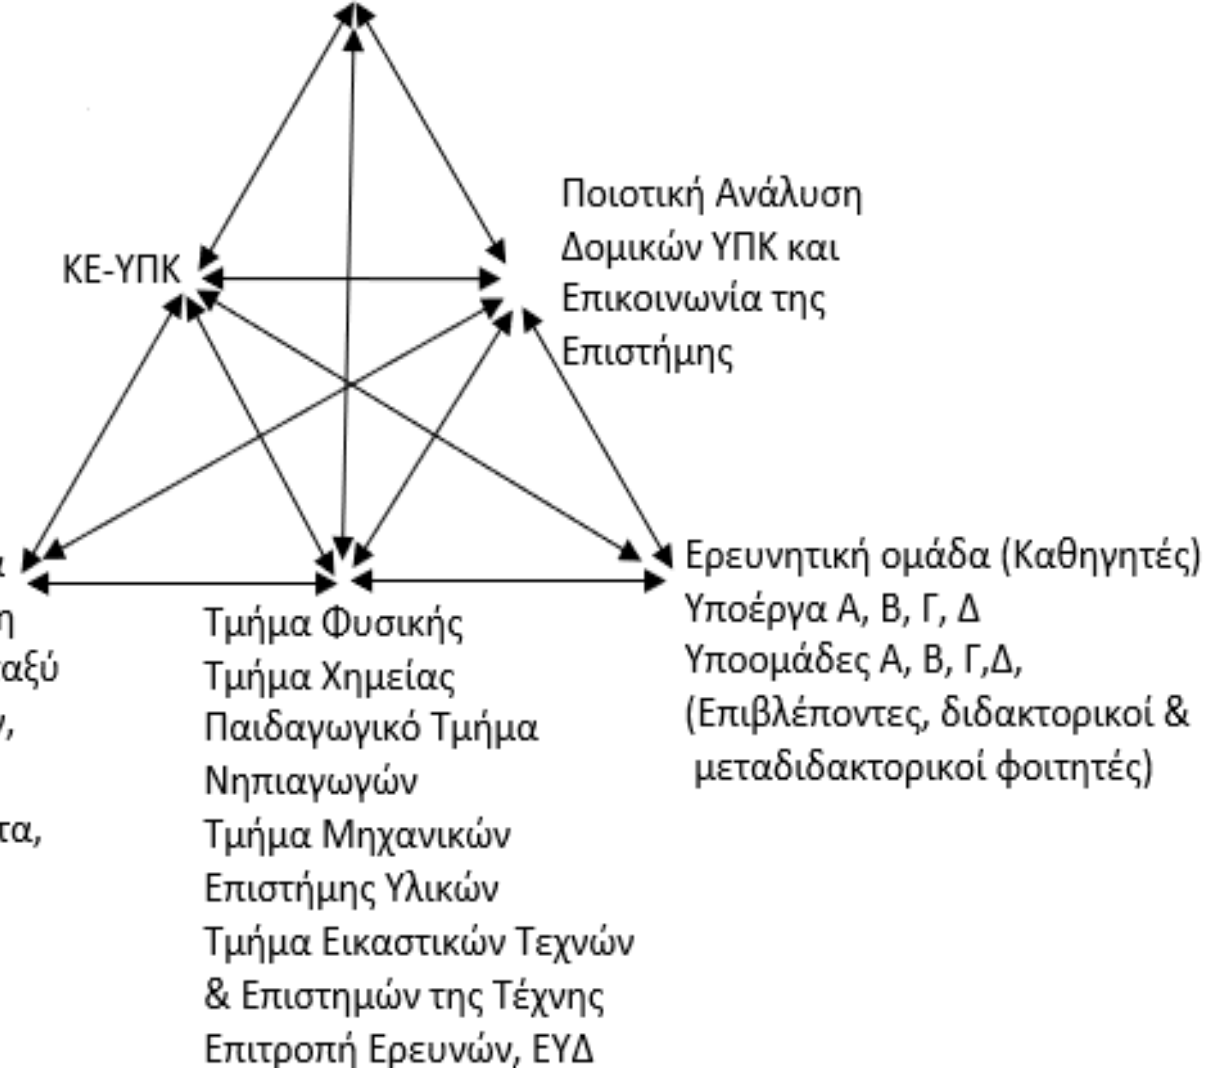 Ποιοτική Ανάλυση
Δομικών ΥΠΚ και
Επικοινωνία της
Επιστήμης
ΚΕ-ΥΠΚ
Ερευνητική ομάδα (Καθηγητές)
Υποέργα Α, Β, Γ, Δ
Υποομάδες Α, Β, Γ,Δ,
(Επιβλέποντες, διδακτορικοί &
μεταδιδακτορικοί φοιτητές)
Τμήμα Φυσικής
Τμήμα Χημείας
Παιδαγωγικό Τμήμα
Νηπιαγωγών
Τμήμα Μηχανικών
Επιστήμης Υλικών
Τμήμα Εικαστικών Τεχνών
& Επιστημών της Τέχνης
Επιτροπή Ερευνών, ΕΥΔ